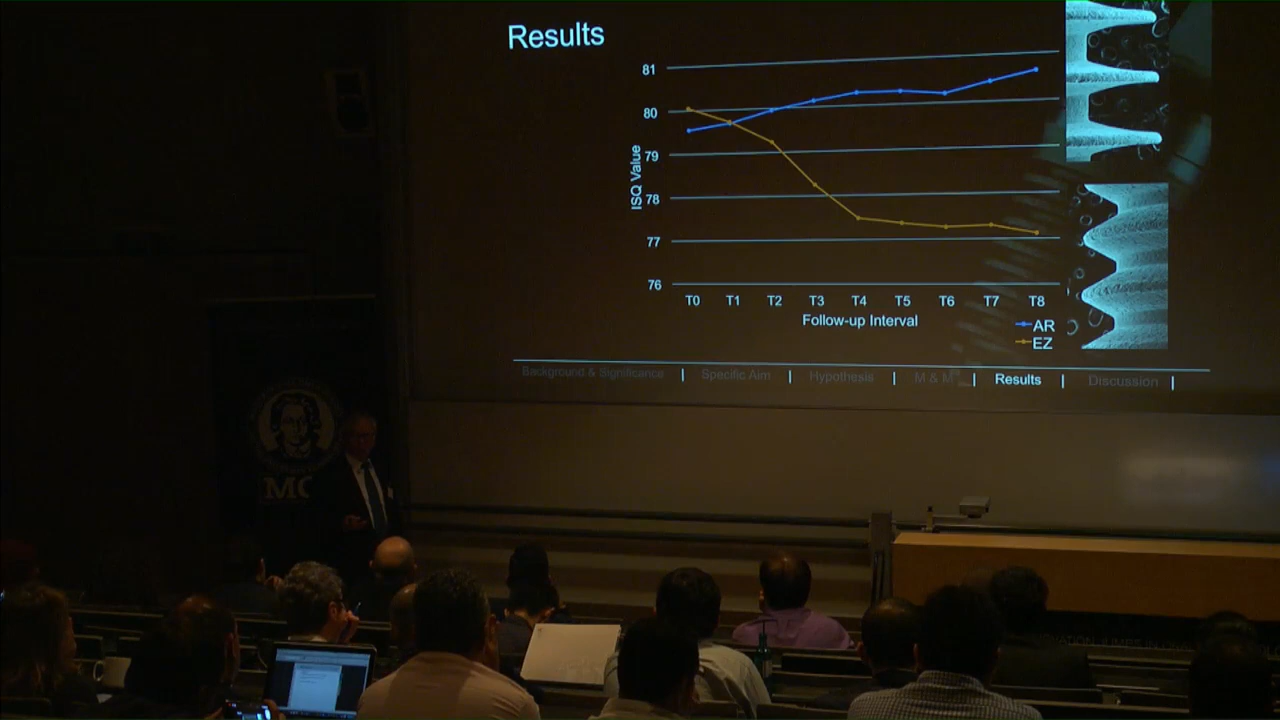 Results
81
80
79
78
77
76
ISQ Value
T0 T1 T2 T3 T4 T5 T6 T7 T8
Follow-up Interval
AR
EZ
Background & Significance | Specific Aim | Hypothesis | M & M | Results | Discussion |